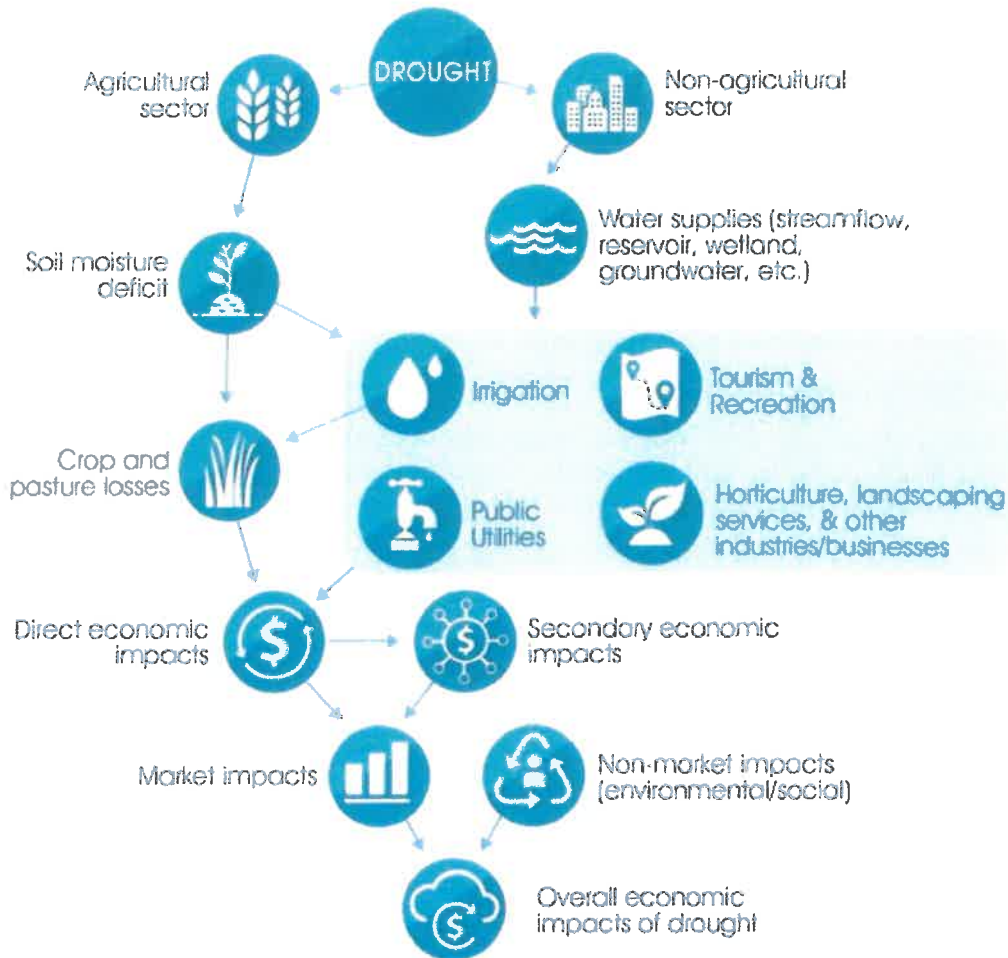 DROUGHT
Agricultural
sector
Non-agricultural
sector
Water supplies (streamflow,
reservoir, wetland,
groundwater, etc.)
Soil moisture
deficit
Irrigation
Tourism &
Recreation
Crop and
pasture losses
Public
Utilities
Horticulture, landscaping
services, & other
industries/businesses
Direct economic
impacts
$
Secondary economic
impacts
$
Market impacts
Non-market impacts
(environmental/social)
Overall economic
impacts of drought
$